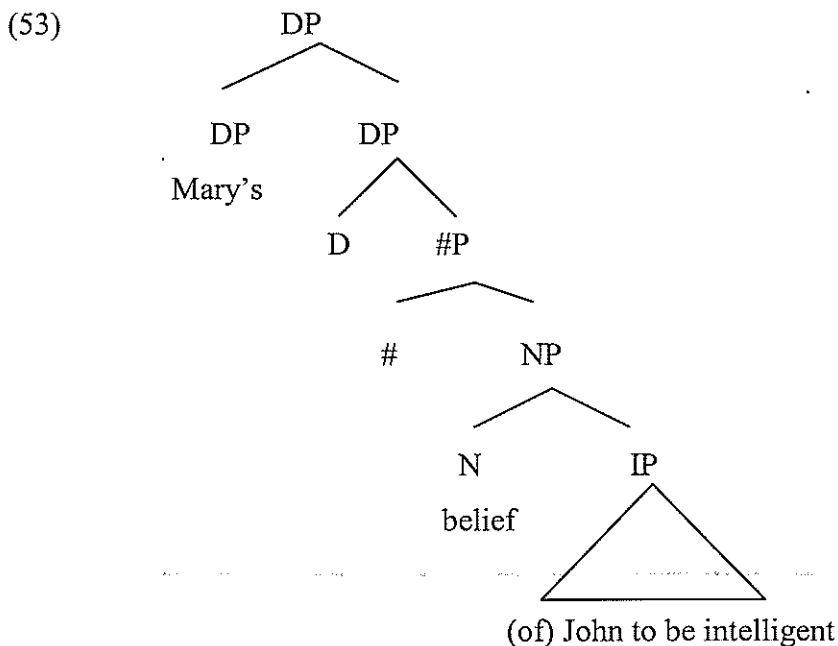 (53) DP
DP DP
Mary's
D #P
# NP
N IP
belief
(of) John to be intelligent